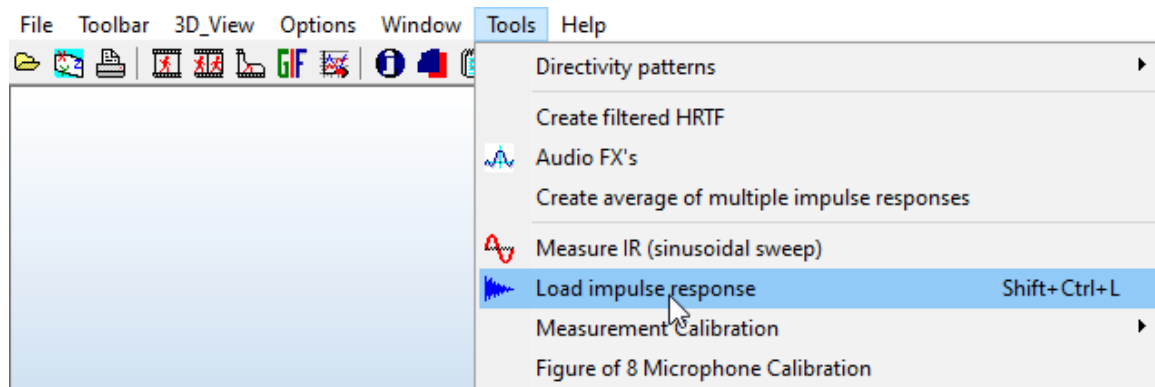 File Toolbar 3D_View Options Window Tools Help
GIF
Directivity patterns
Create filtered HRTF
Audio FX's
Create average of multiple impulse responses
Measure IR (sinusoidal sweep)
Load impulse response Shift+Ctrl+L
Measurement Calibration
Figure of 8 Microphone Calibration